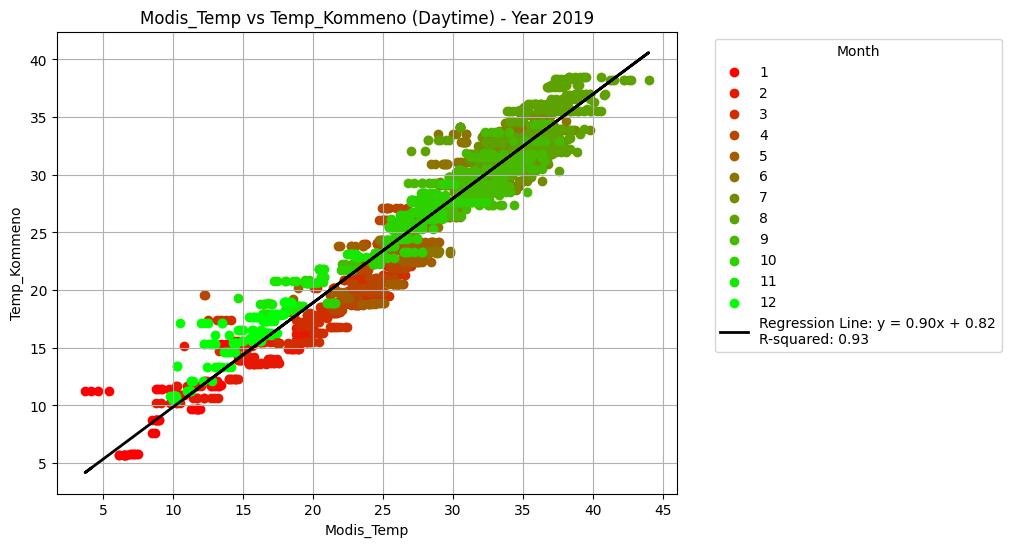 Modis_Temp vs Temp_Kommeno (Daytime) - Year 2019
Temp_Kommeno
40
35
30
25
20
15
10
5
5 10 15 20 25 30 35 40 45
Modis_Temp
Month
1
2
3
4
5
6
7
8
9
10
11
12
Regression Line: y = 0.90x + 0.82
R-squared: 0.93